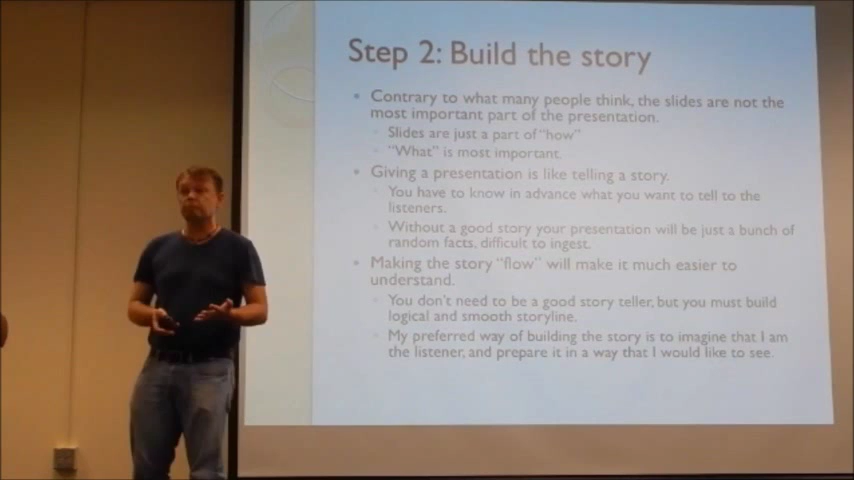 Step 2: Build the story
Contrary to what many people think, the slides are not the
most important part of the presentation.
Slides are just a part of "how"
"What" is most important.
Giving a presentation is like telling a story.
You have to know in advance what you want to tell to the
listeners.
Without a good story your presentation will be just a bunch of
random facts, difficult to ingest.
Making the story "flow" will make it much easier to
understand.
You don't need to be a good story teller, but you must build
logical and smooth storyline.
My preferred way of building the story is to imagine that I am
the listener, and prepare it in a way that I would like to see.